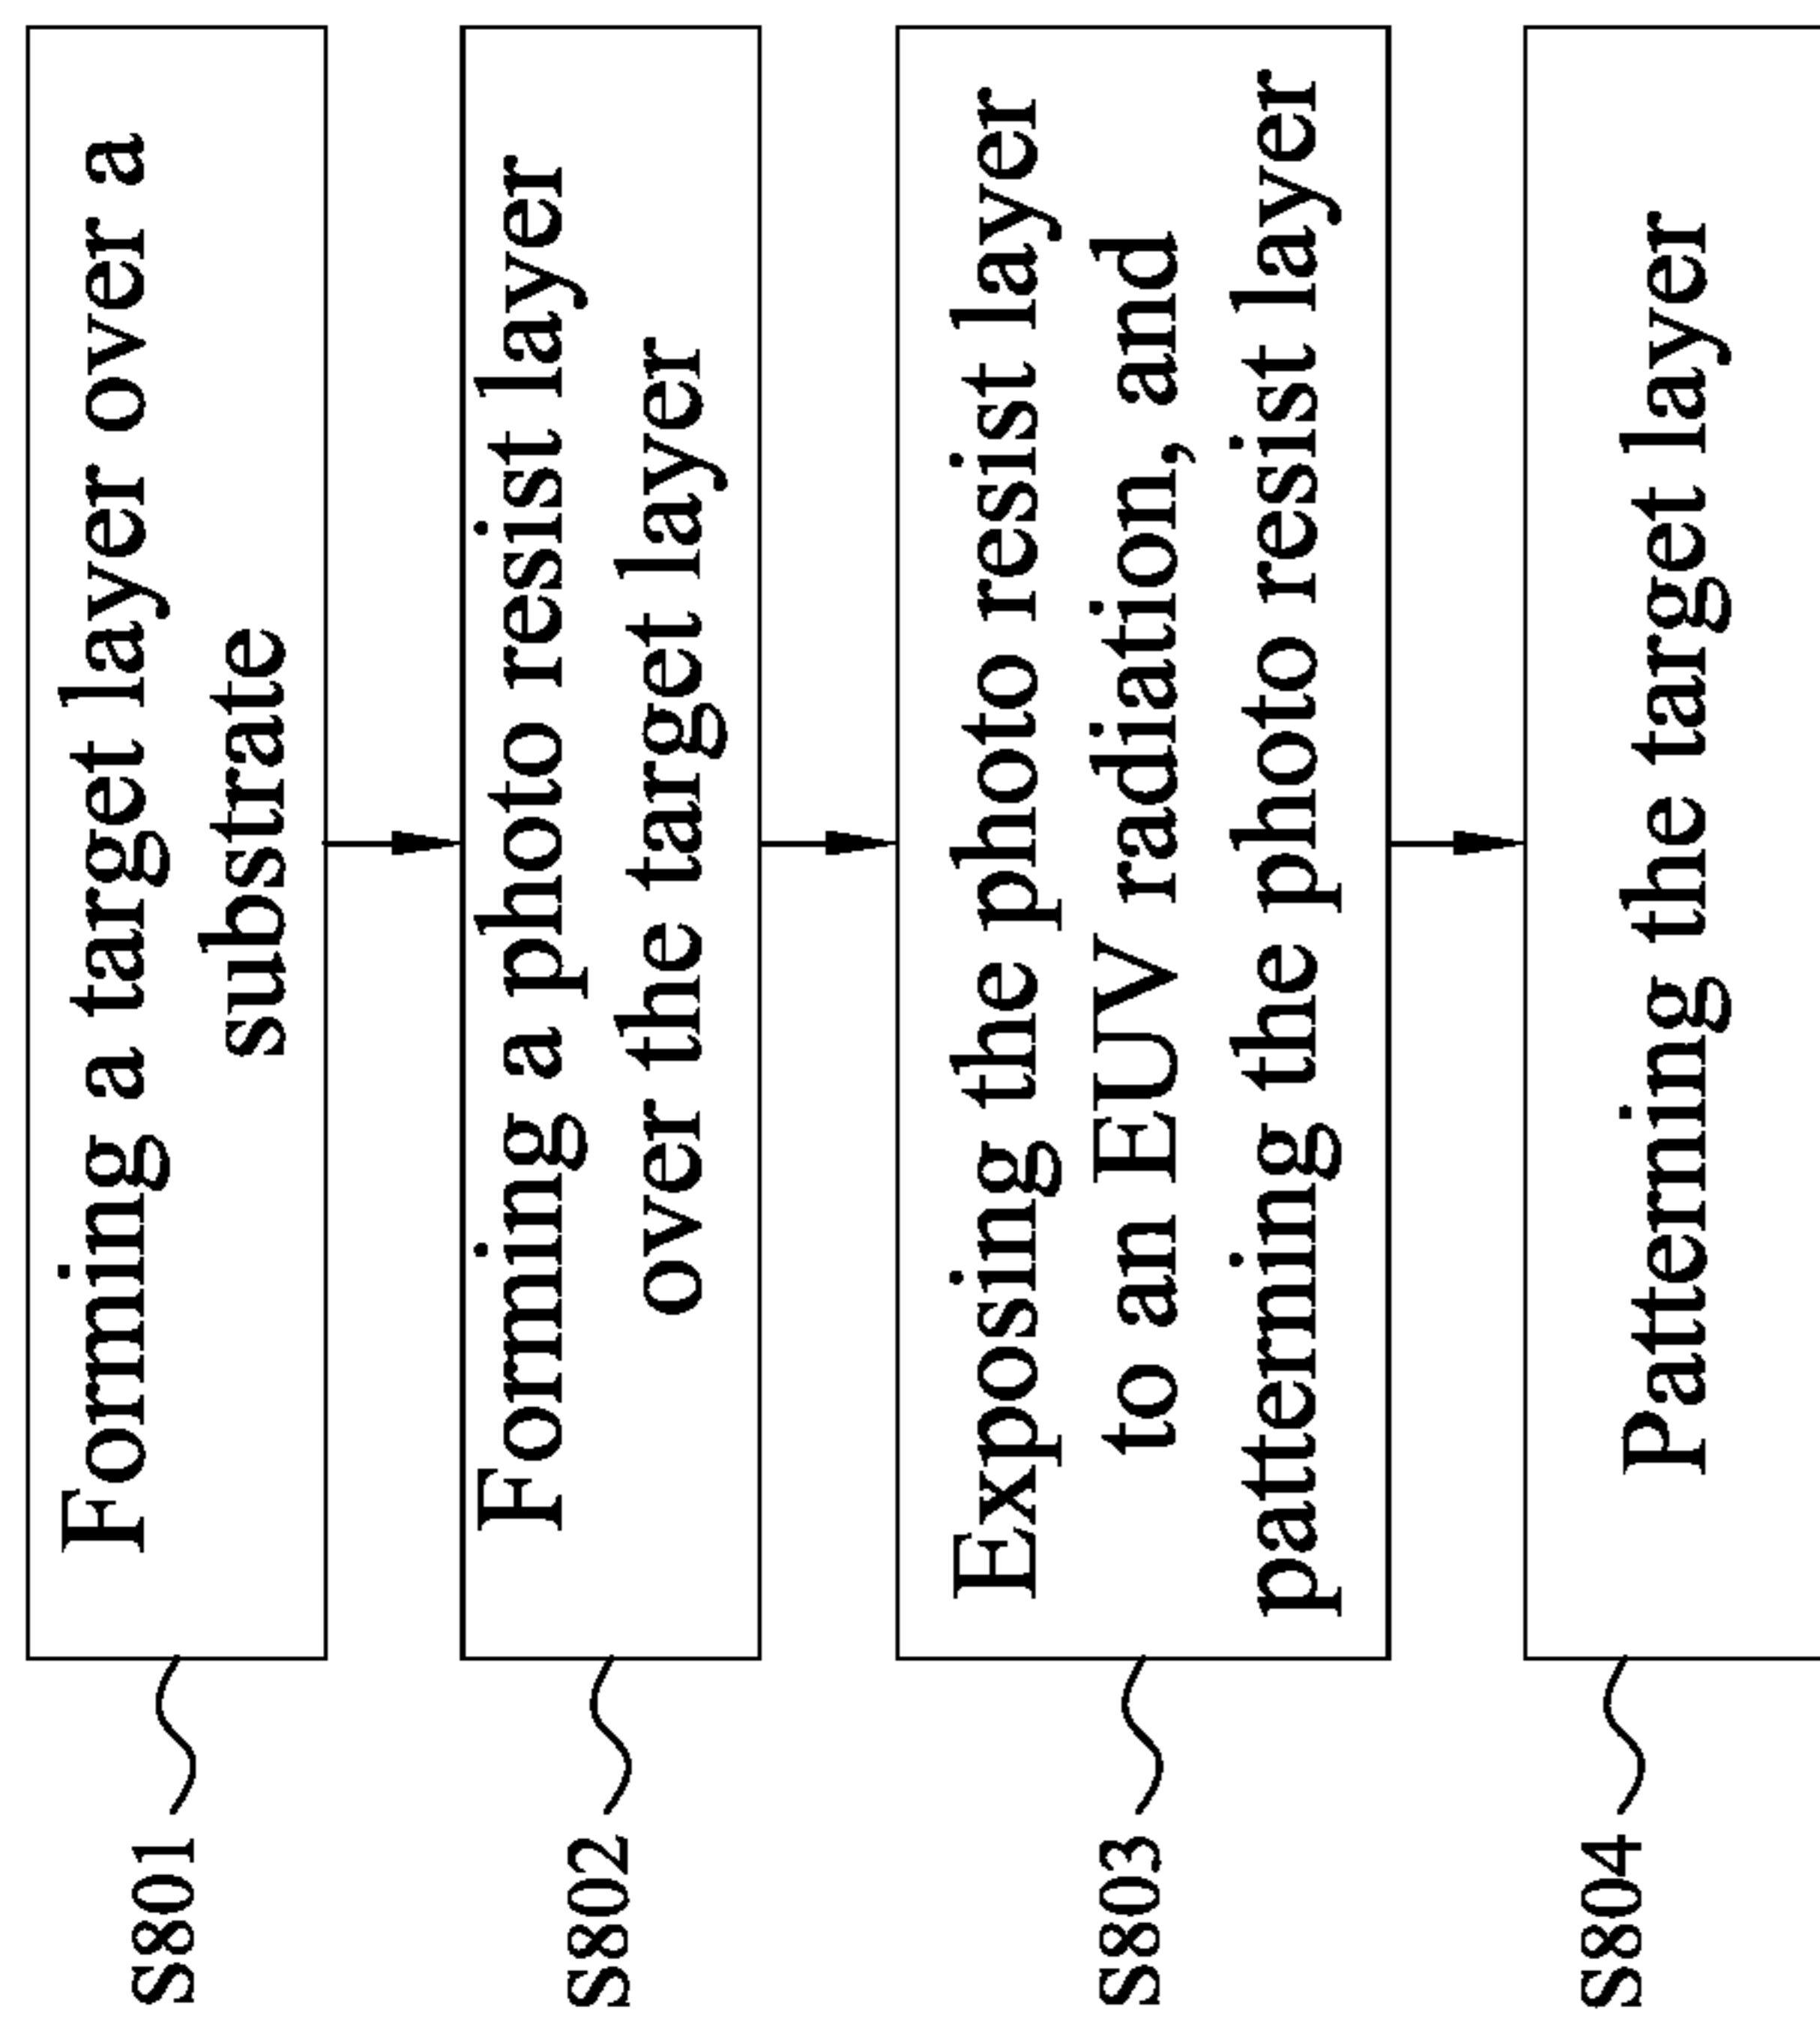 S801
Forming a target layer over a
substrate
S802
Forming a photo resist layer
over the target layer
S803
Exposing the photo resist layer
to an EUV radiation, and
patterning the photo resist layer
S804
Patterning the target layer